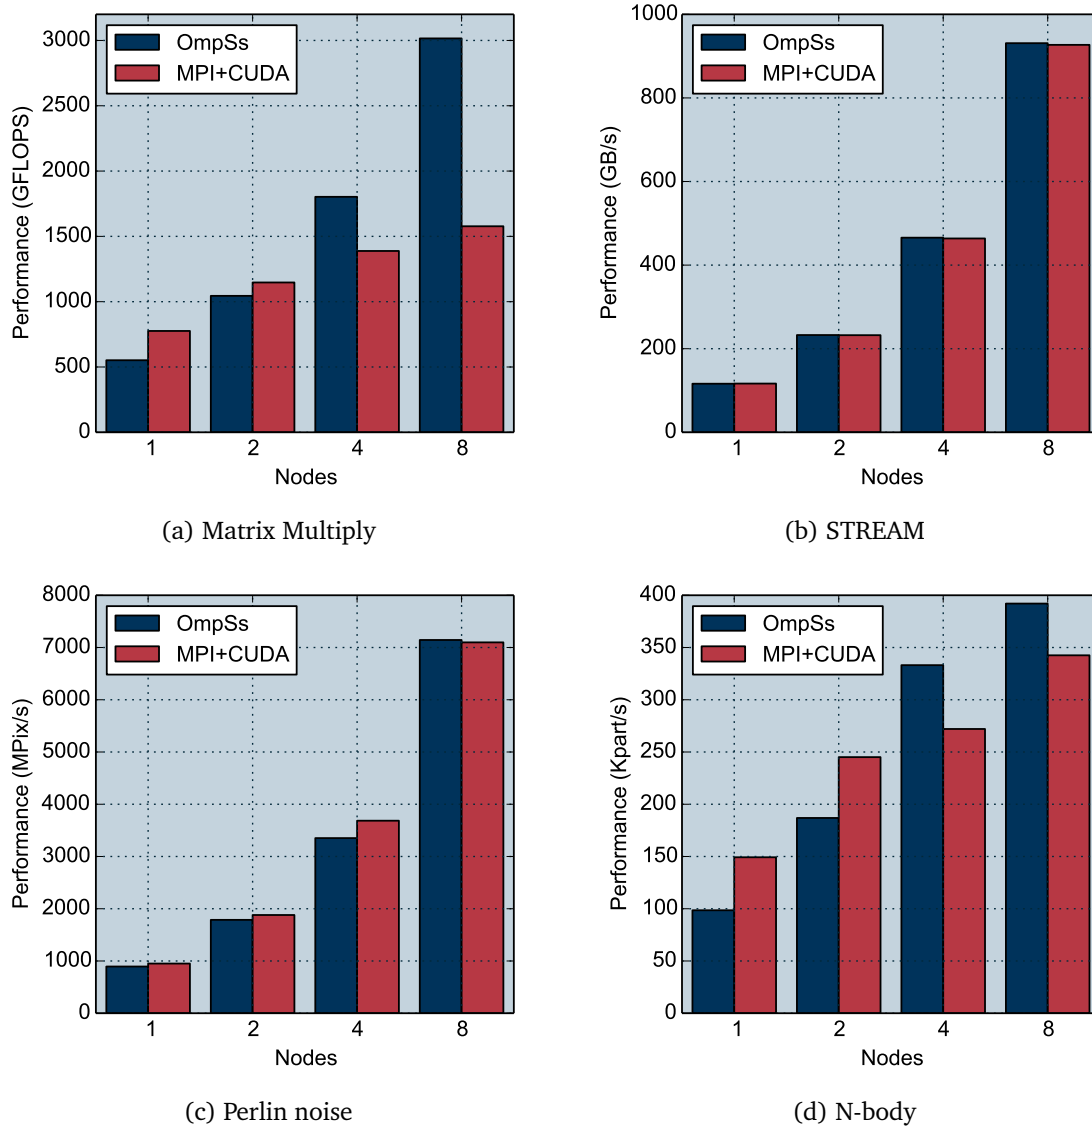 OmpSs
MPI+CUDA
Performance (GFLOPS)
3000
2500
2000
1500
1000
500
0
1 2 4 8
Nodes
(a) Matrix Multiply
OmpSs
MPI+CUDA
Performance (GB/s)
1000
800
600
400
200
0
1 2 4 8
Nodes
(b) STREAM
OmpSs
MPI+CUDA
Performance (MPix/s)
8000
7000
6000
5000
4000
3000
2000
1000
0
1 2 4 8
Nodes
(c) Perlin noise
OmpSs
MPI+CUDA
Performance (Kpart/s)
400
350
300
250
200
150
100
50
0
1 2 4 8
Nodes
(d) N-body